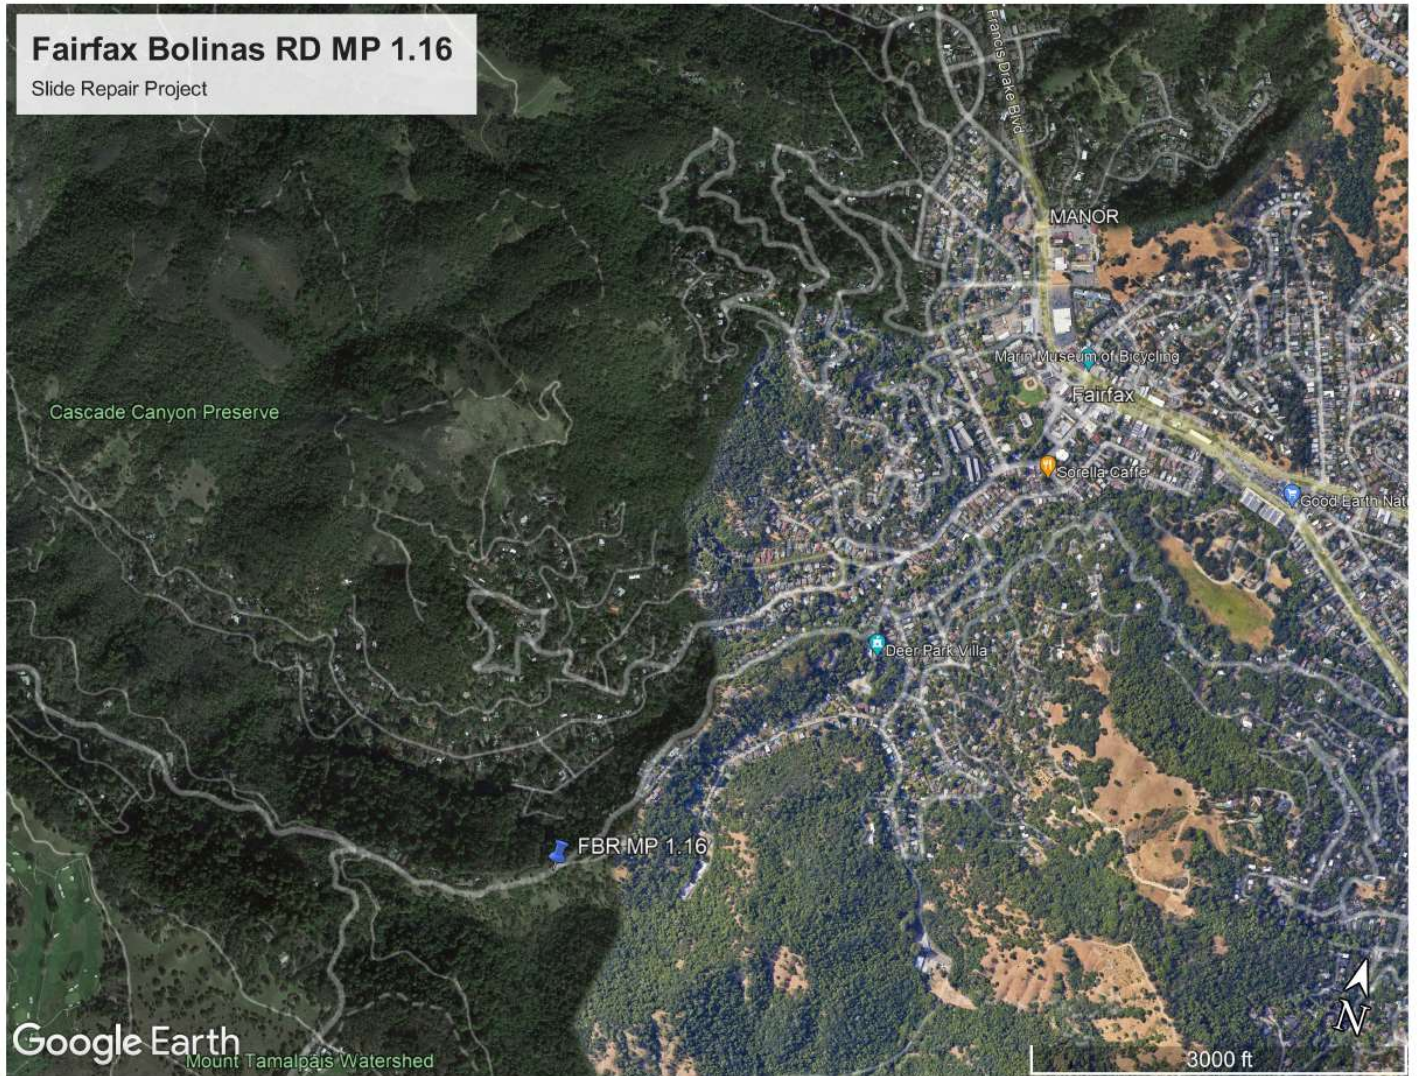 Fairfax Bolinas RD MP 1.16
Slide Repair Project
Francis Drake Blvd
MANOR
Marin Museum of Bicycling
Fairfax
Cascade Canyon Preserve
Sorella Caffe
Good Earth Nat
Deer Park Villa
FBR MP 1.16
N
Google Earth
Mount Tamalpais Watershed
3000 ft